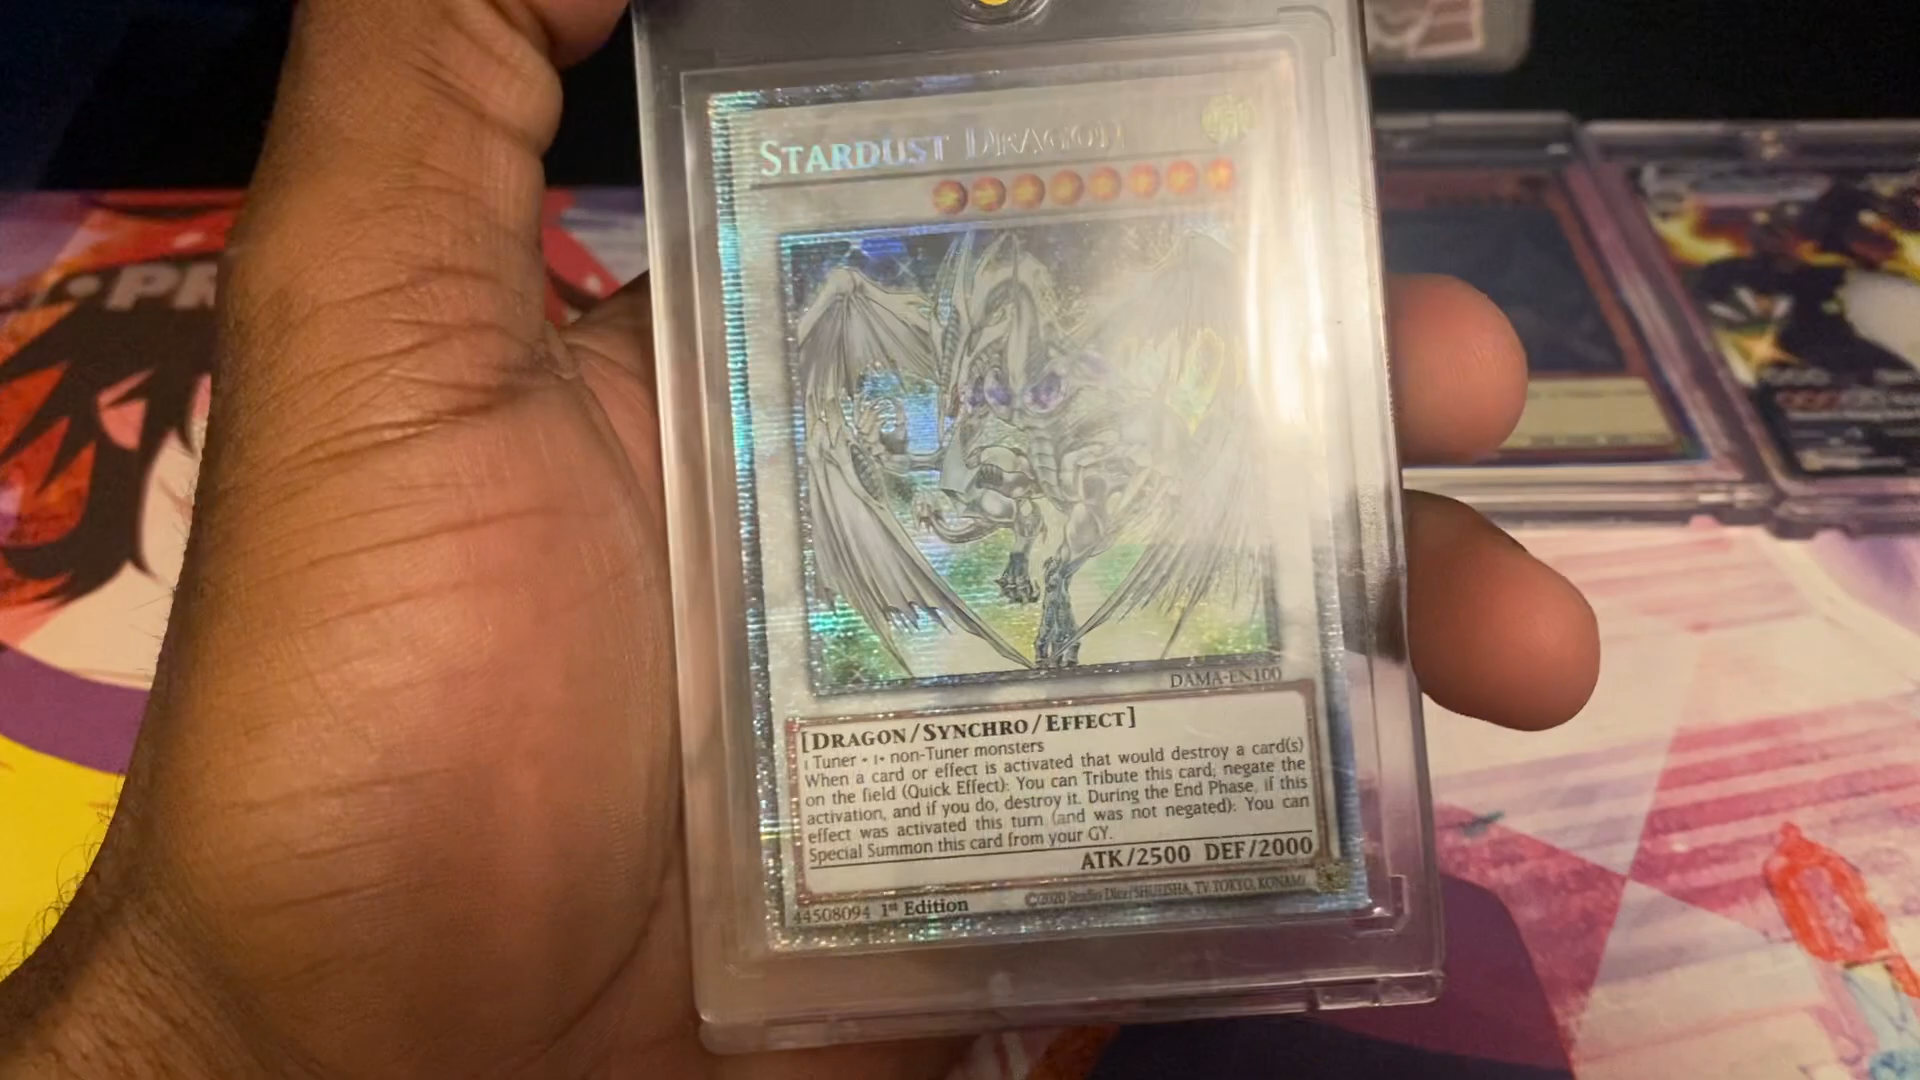 PR
STARDUST DRAGON
DAMA-EN100
[DRAGON/SYNCHRO/EFFECT]
1 Tuner + 1+ non-Tuner monsters
When a card or effect is activated that would destroy a card(s)
on the field (Quick Effect): You can Tribute this card; negate the
activation, and if you do, destroy it. During the End Phase, if this
effect was activated this turn (and was not negated): You can
Special Summon this card from your GY.
ATK/2500 DEF/2000
44508094 1st Edition
©2020 Studio Dice/SHUEISHA, TV TOKYO, KONAMI